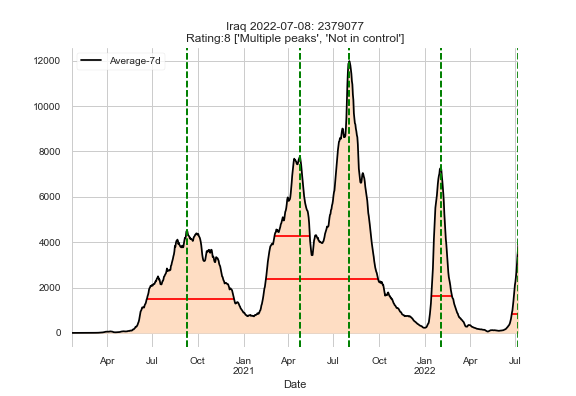 Iraq 2022-07-08: 2379077
Rating:8 ['Multiple peaks', 'Not in control']
Average-7d
12000
10000
8000
6000
4000
2000
0
Apr Jul Oct Jan Apr Jul Oct Jan Apr Jul
2021 2022
Date